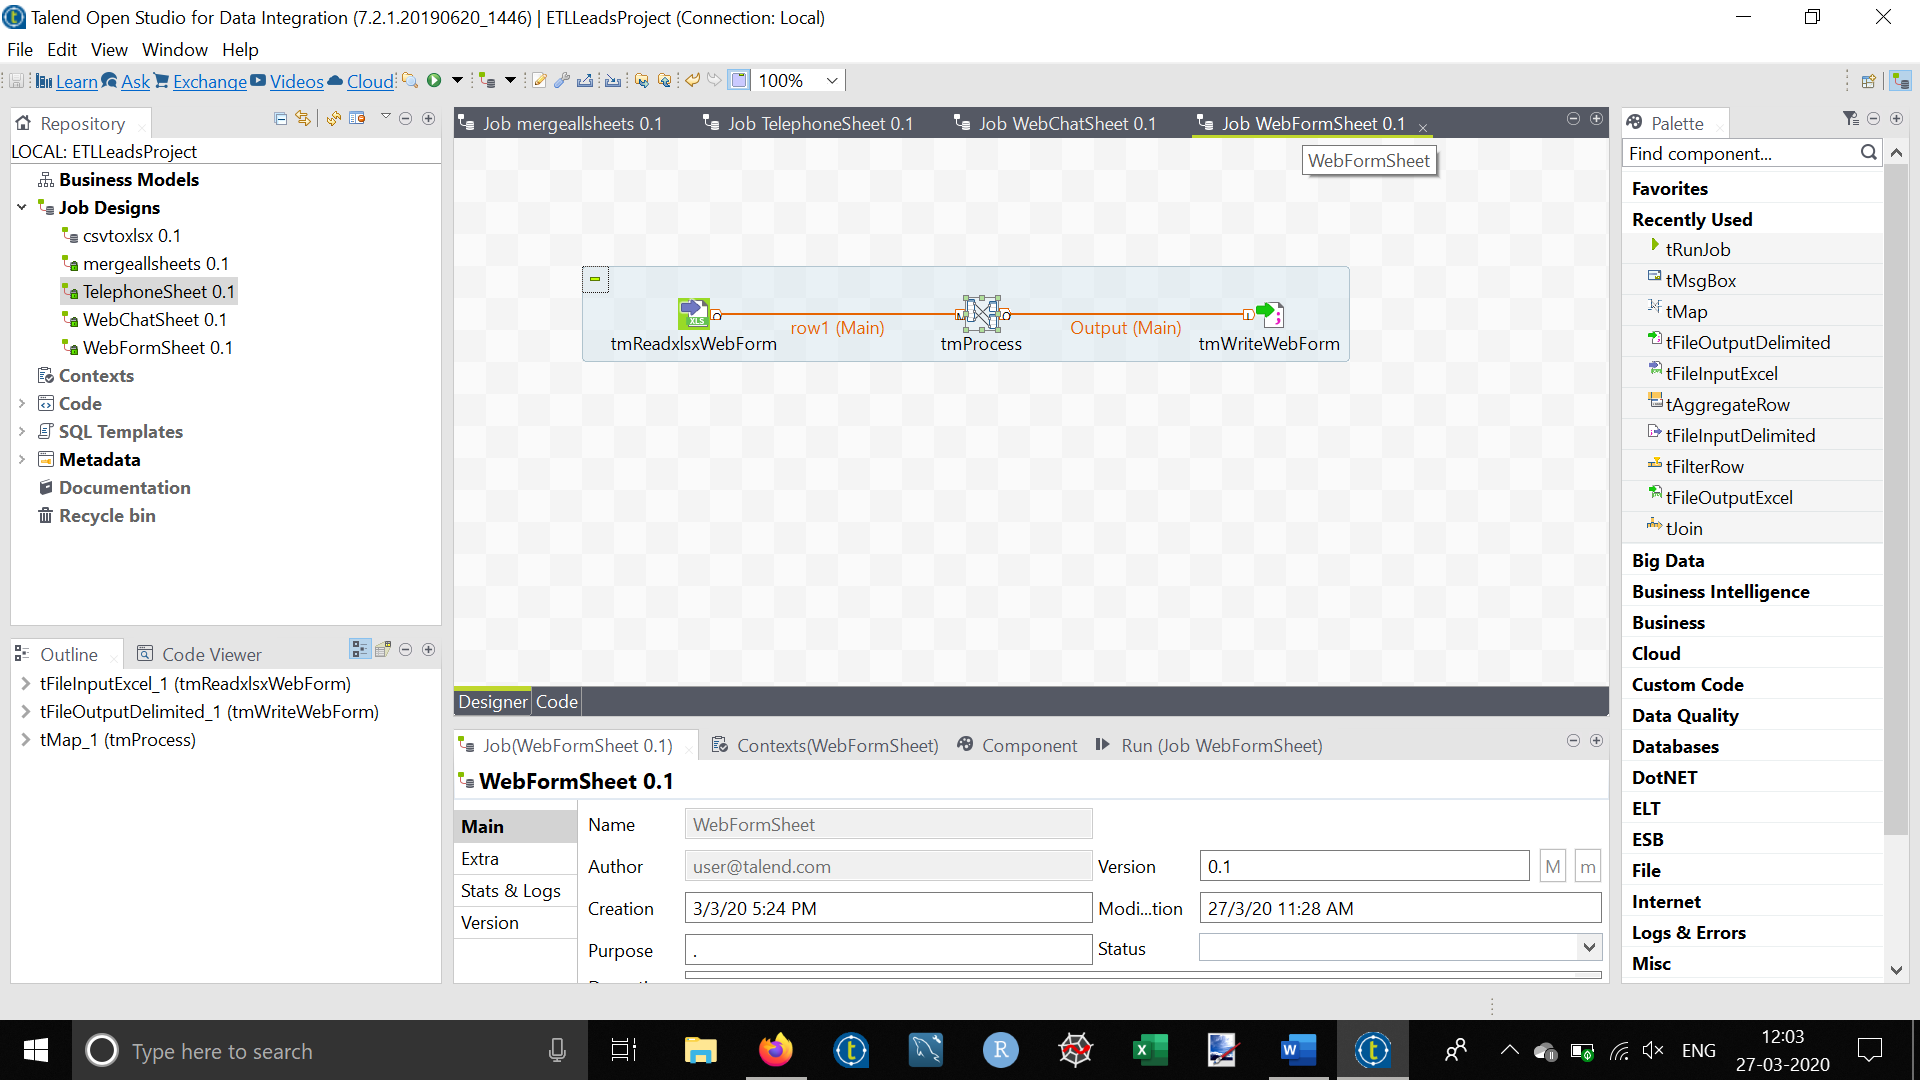 Talend Open Studio for Data Integration (7.2.1.20190620_1446) | ETLLeadsProject (Connection: Local)
File Edit View Window Help
Learn Ask Exchange Videos Cloud 100%
Repository
LOCAL: ETLLeadsProject
Business Models
Job Designs
csvtoxlsx 0.1
mergeallsheets 0.1
TelephoneSheet 0.1
WebChatSheet 0.1
WebFormSheet 0.1
Contexts
Code
SQL Templates
Metadata
Documentation
Recycle bin
Outline Code Viewer
tFileInputExcel_1 (tmReadxlsxWebForm)
tFileOutputDelimited_1 (tmWriteWebForm)
tMap_1 (tmProcess)
Job mergeallsheets 0.1 Job TelephoneSheet 0.1 Job WebChatSheet 0.1 Job WebFormSheet 0.1
WebFormSheet
row1 (Main) Output (Main)
tmReadxlsxWebForm tmProcess tmWriteWebForm
Designer Code
Job(WebFormSheet 0.1) Contexts(WebFormSheet) Component Run (Job WebFormSheet)
WebFormSheet 0.1
Main
Extra
Stats & Logs
Version
Name WebFormSheet
Author user@talend.com Version 0.1 M m
Creation 3/3/20 5:24 PM Modi...tion 27/3/20 11:28 AM
Purpose . Status
Palette
Find component...
Favorites
Recently Used
tRunJob
tMsgBox
tMap
tFileOutputDelimited
tFileInputExcel
tAggregateRow
tFileInputDelimited
tFilterRow
tFileOutputExcel
tJoin
Big Data
Business Intelligence
Business
Cloud
Custom Code
Data Quality
Databases
DotNET
ELT
ESB
File
Internet
Logs & Errors
Misc
Type here to search
ENG
12:03
27-03-2020